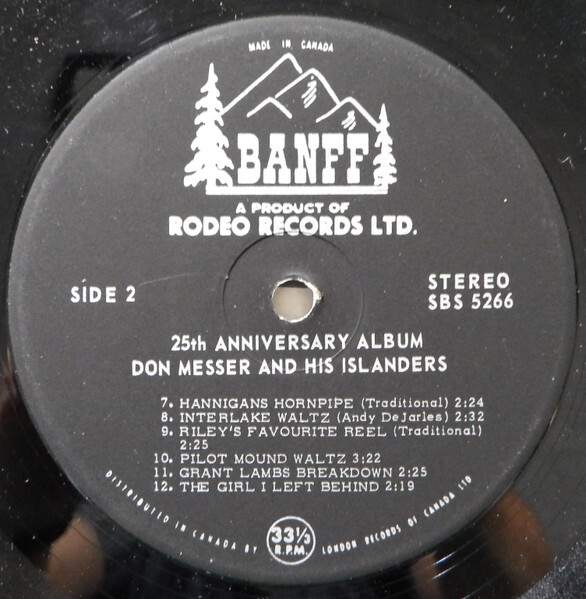 MADE IN CANADA
BANFF
A PRODUCT OF
RODEO RECORDS LTD.
SIDE 2
STEREO
SBS 5266
25th ANNIVERSARY ALBUM
DON MESSER AND HIS ISLANDERS
7. HANNIGANS HORNPIPE (Traditional) 2:24
8. INTERLAKE WALTZ (Andy DeJarles) 2:32
9. RILEY'S FAVOURITE REEL (Traditional)
2:25
10. PILOT MOUND WALTZ 3:22
11. GRANT LAMBS BREAKDOWN 2:25
12. THE GIRL I LEFT BEHIND 2:19
DISTRIBUTED IN CANADA BY LONDON RECORDS OF CANADA LTD
33⅓
R.P.M.